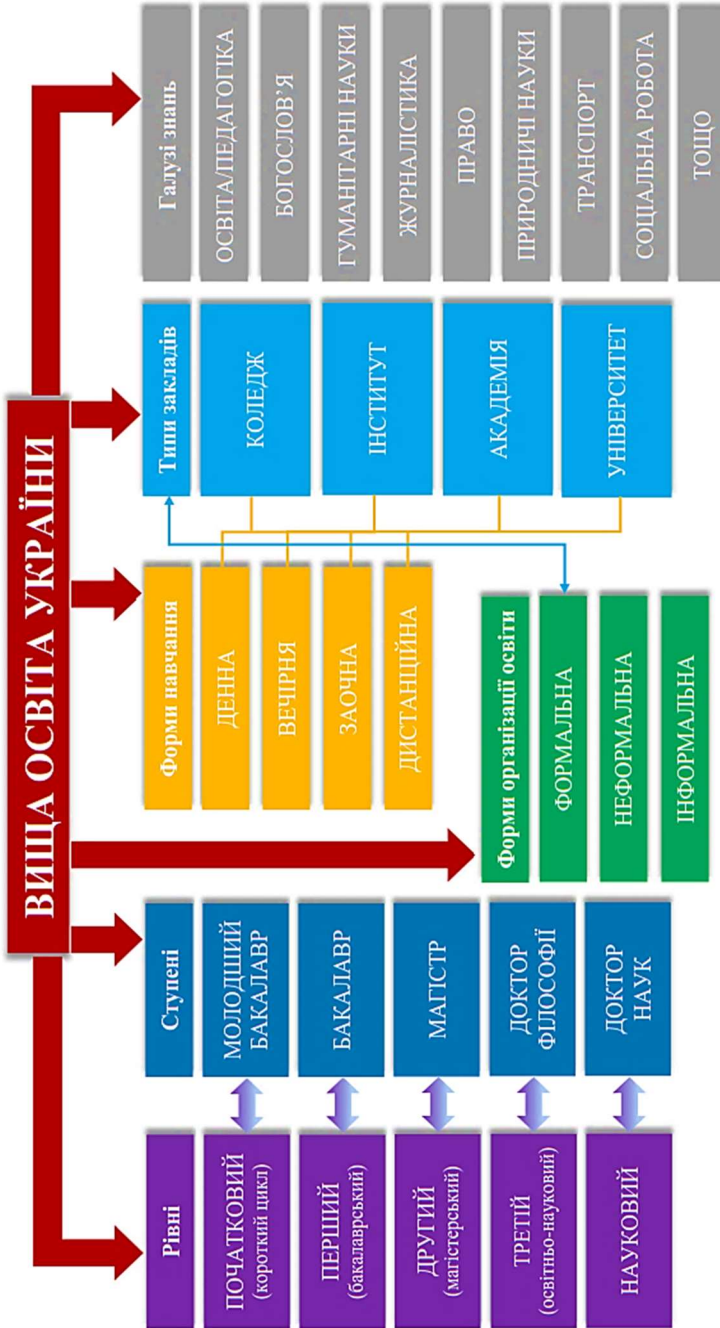 ВИЩА ОСВІТА УКРАЇНИ
Рівні
ПОЧАТКОВИЙ
(короткий цикл)
ПЕРШИЙ
(бакалаврський)
ДРУГИЙ
(магістерський)
ТРЕТІЙ
(освітньо-науковий)
НАУКОВИЙ
Ступені
МОЛОДШИЙ
БАКАЛАВР
БАКАЛАВР
МАГІСТР
ДОКТОР
ФІЛОСОФІЇ
ДОКТОР
НАУК
Форми організації освіти
ФОРМАЛЬНА
НЕФОРМАЛЬНА
ІНФОРМАЛЬНА
Форми навчання
ДЕННА
ВЕЧІРНЯ
ЗАОЧНА
ДИСТАНЦІЙНА
Типи закладів
КОЛЕДЖ
ІНСТИТУТ
АКАДЕМІЯ
УНІВЕРСИТЕТ
Галузі знань
ОСВІТА/ПЕДАГОГІКА
БОГОСЛОВ’Я
ГУМАНІТАРНІ НАУКИ
ЖУРНАЛІСТИКА
ПРАВО
ПРИРОДНИЧІ НАУКИ
ТРАНСПОРТ
СОЦІАЛЬНА РОБОТА
ТОЩО